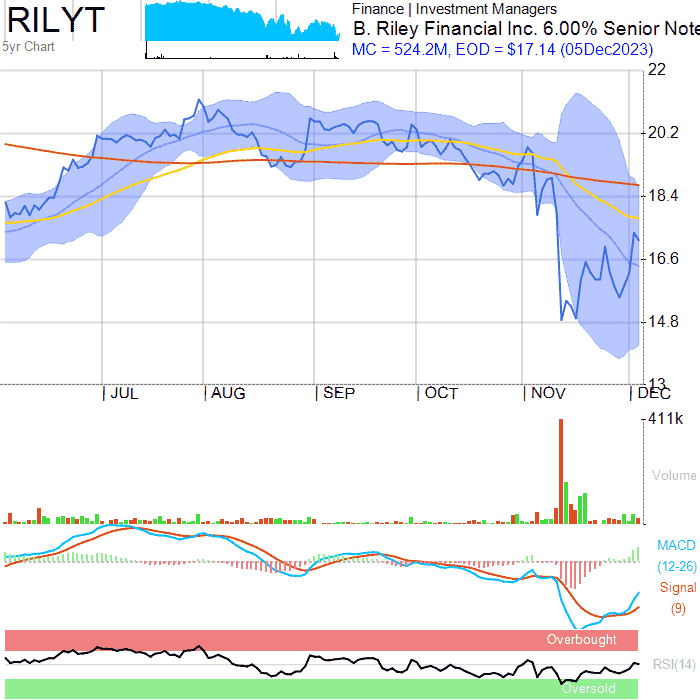 RILYT
5yr Chart
Finance | Investment Managers
B. Riley Financial Inc. 6.00% Senior Note
MC = 524.2M, EOD = $17.14 (05Dec2023)
22
20.2
18.4
16.6
14.8
13
JUL AUG SEP OCT NOV DEC
411k
Volume
MACD
(12-26)
Signal
(9)
Overbought
RSI(14)
Oversold